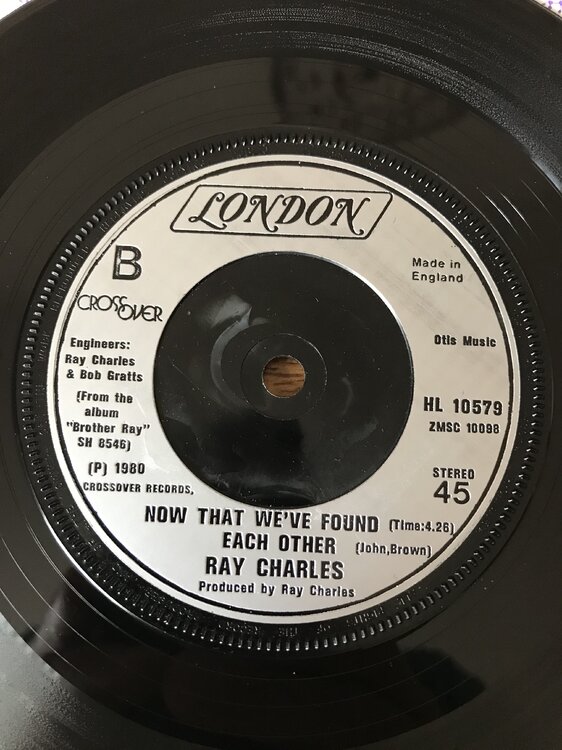 LONDON
B
CROSSOVER
Made in
England
Engineers:
Ray Charles
& Bob Gratts
(From the
album
"Brother Ray"
SH 8546)
(P) 1980
CROSSOVER RECORDS,
Otis Music
HL 10579
ZMSC 10098
STEREO
45
NOW THAT WE'VE FOUND (Time:4.26)
EACH OTHER (John,Brown)
RAY CHARLES
Produced by Ray Charles